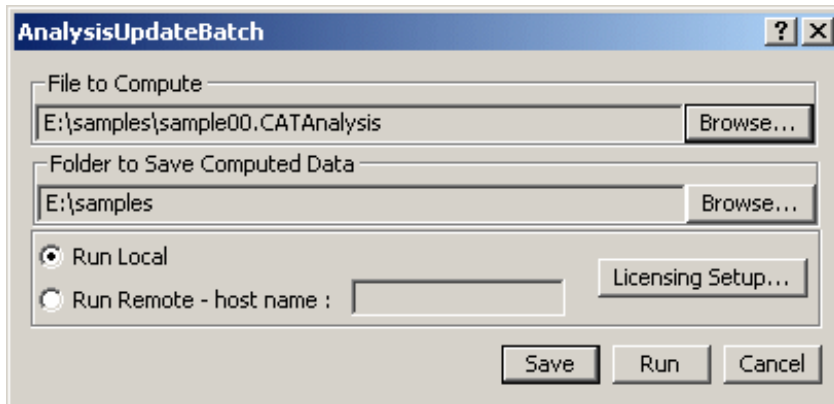 AnalysisUpdateBatch
File to Compute
E:\samples\sample00.CATAnalysis Browse...
Folder to Save Computed Data
E:\samples Browse...
Run Local
Run Remote - host name :
Licensing Setup...
Save Run Cancel